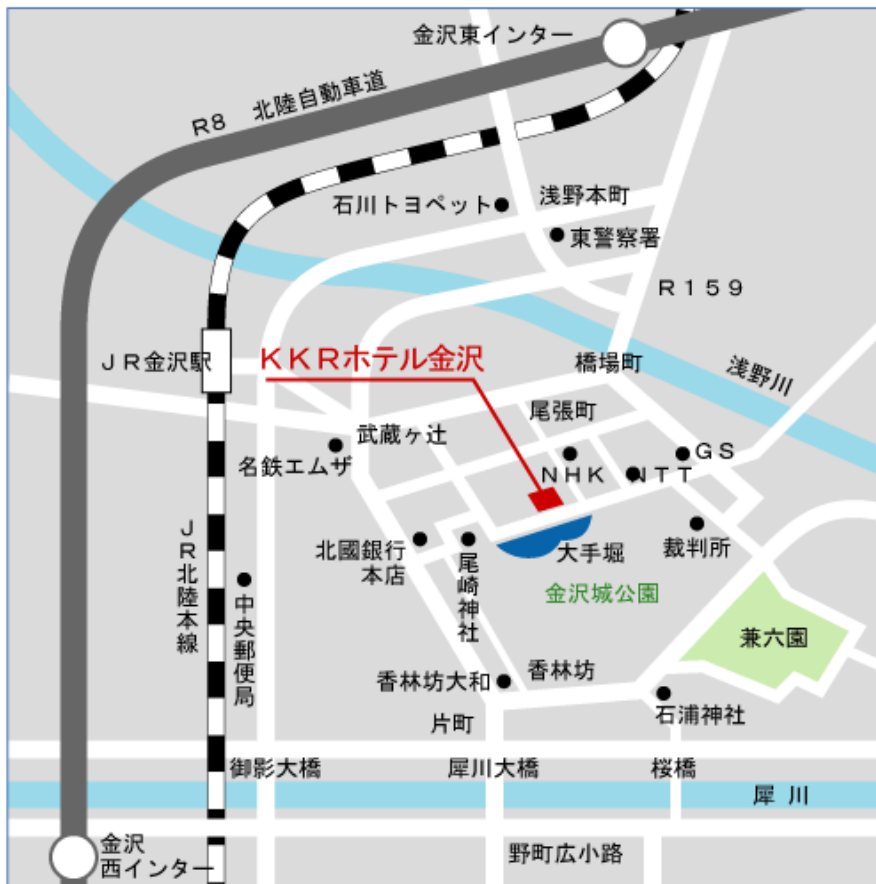 金沢東インター
R8 北陸自動車道
石川トヨペット
浅野本町
東警察署
R159
JR金沢駅
KKRホテル金沢
橋場町
浅野川
尾張町
武蔵ヶ辻
名鉄エムザ
NHK
NTT
GS
JR北陸本線
北國銀行
本店
尾崎神社
大手堀
裁判所
中央郵便局
金沢城公園
兼六園
香林坊大和
香林坊
片町
石浦神社
御影大橋
犀川大橋
桜橋
犀川
金沢
西インター
野町広小路